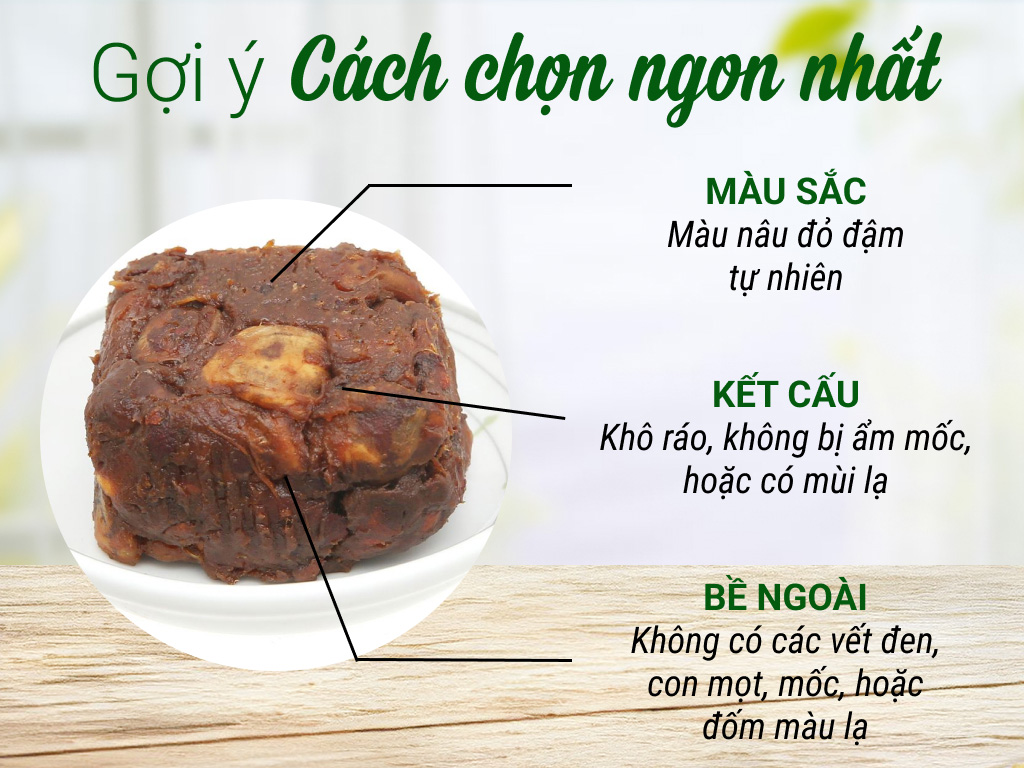 Gợi ý Cách chọn ngon nhất
MÀU SẮC
Màu nâu đỏ đậm
tự nhiên
KẾT CẤU
Khô ráo, không bị ẩm mốc,
hoặc có mùi lạ
BỀ NGOÀI
Không có các vết đen,
con mọt, mốc, hoặc
đốm màu lạ